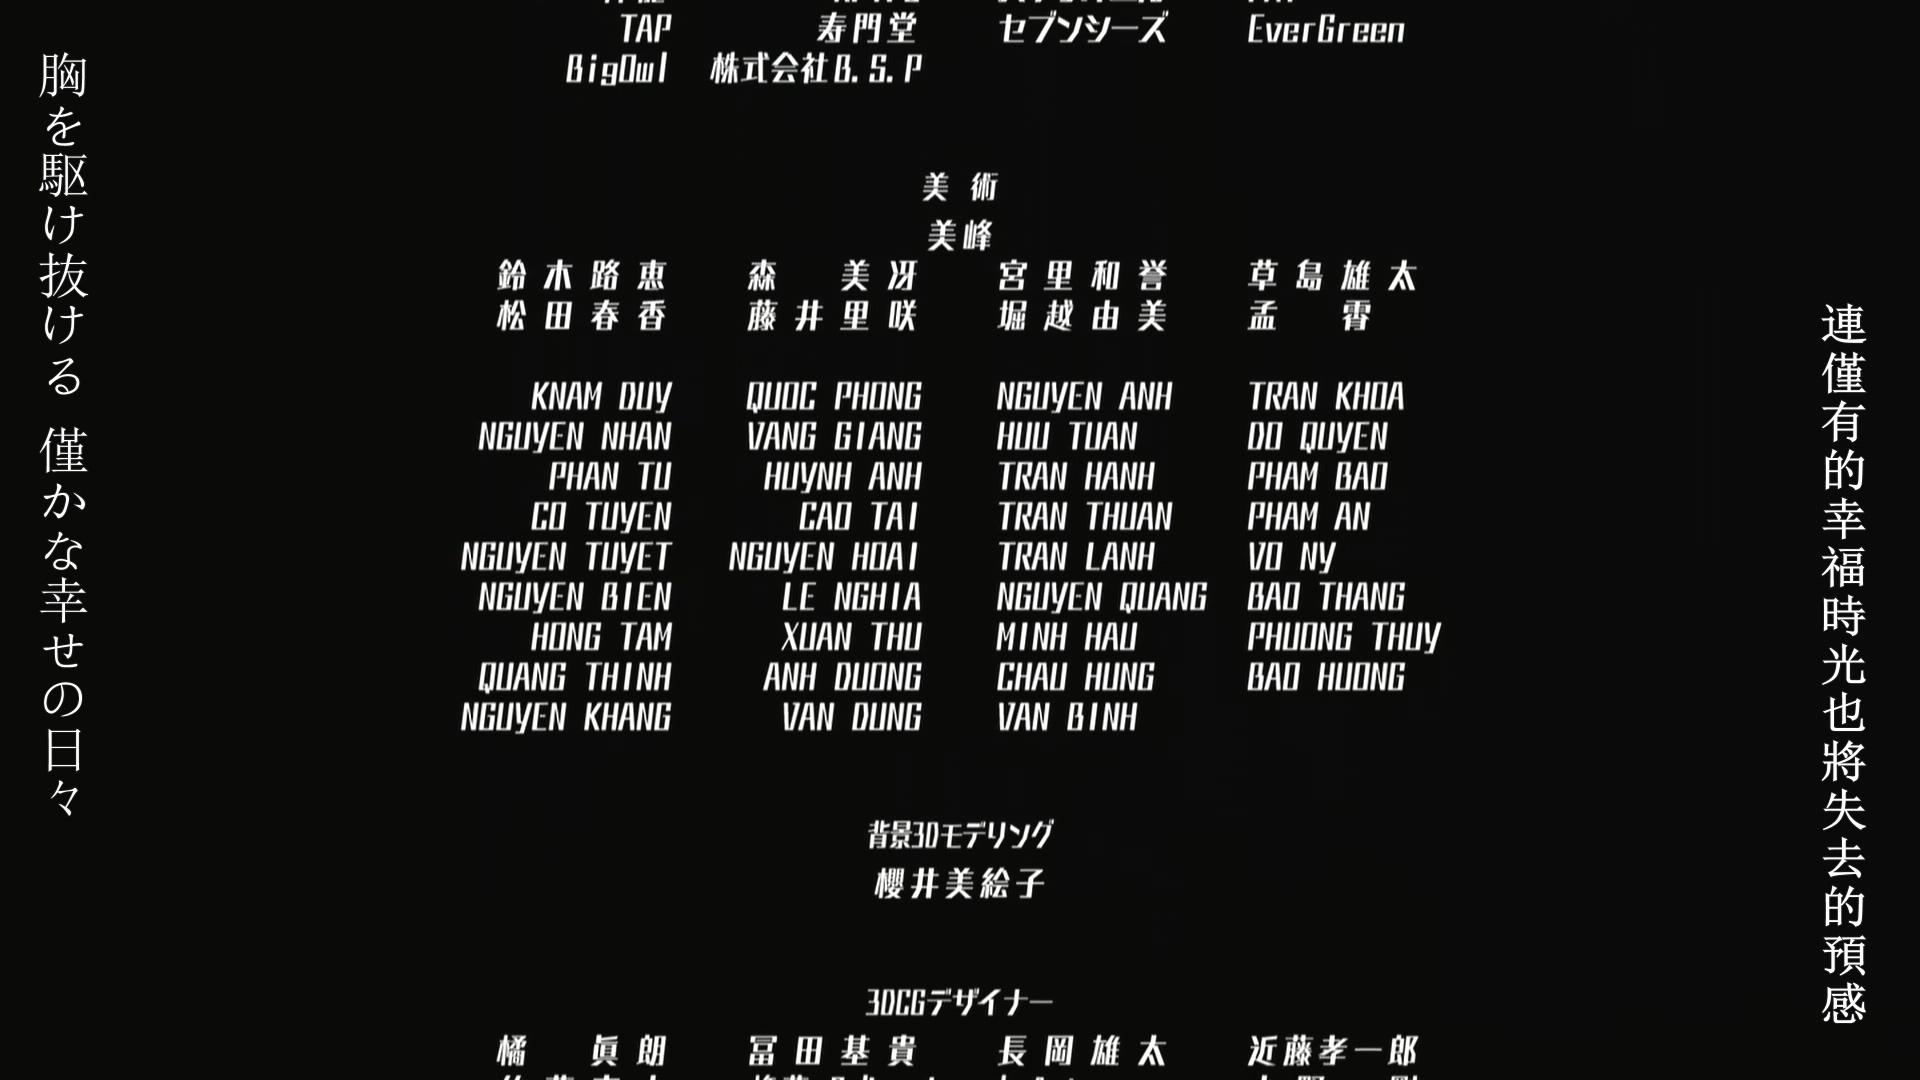 胸を駆け抜ける 僅かな幸せの日々
TAP 寿門堂 セブンシーズ EverGreen
BigOwl 株式会社B.S.P
美術
美峰
鈴木路恵 森美冴 宮里和誉 草島雄太
松田春香 藤井里咲 堀越由美 孟霄
KNAM DUY QUOC PHONG NGUYEN ANH TRAN KHOA
NGUYEN NHAN VANG GIANG HUU TUAN DO QUYEN
PHAN TU HUYNH ANH TRAN HANH PHAM BAO
CO TUYEN CAO TAI TRAN THUAN PHAM AN
NGUYEN TUYET NGUYEN HOAI TRAN LANH VO NY
NGUYEN BIEN LE NGHIA NGUYEN QUANG BAO THANG
HONG TAM XUAN THU MINH HAU PHUONG THUY
QUANG THINH ANH DUONG CHAU HUNG BAO HUONG
NGUYEN KHANG VAN DUNG VAN BINH
背景3Dモデリング
櫻井美絵子
3DCGデザイナー
橘眞朗 冨田基貴 長岡雄太 近藤孝一郎
連僅有的幸福時光也將失去的預感